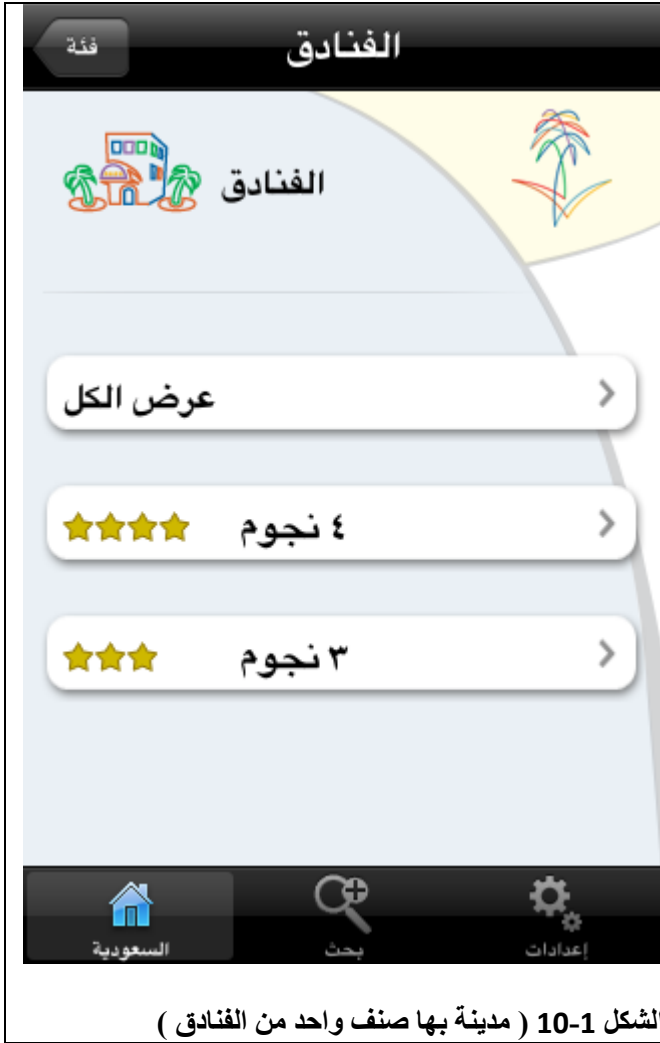 فئة
الفنادق
الفنادق
عرض الكل
٤ نجوم
٣ نجوم
السعودية
بحث
إعدادات
الشكل 1-10 ( مدينة بها صنف واحد من الفنادق )